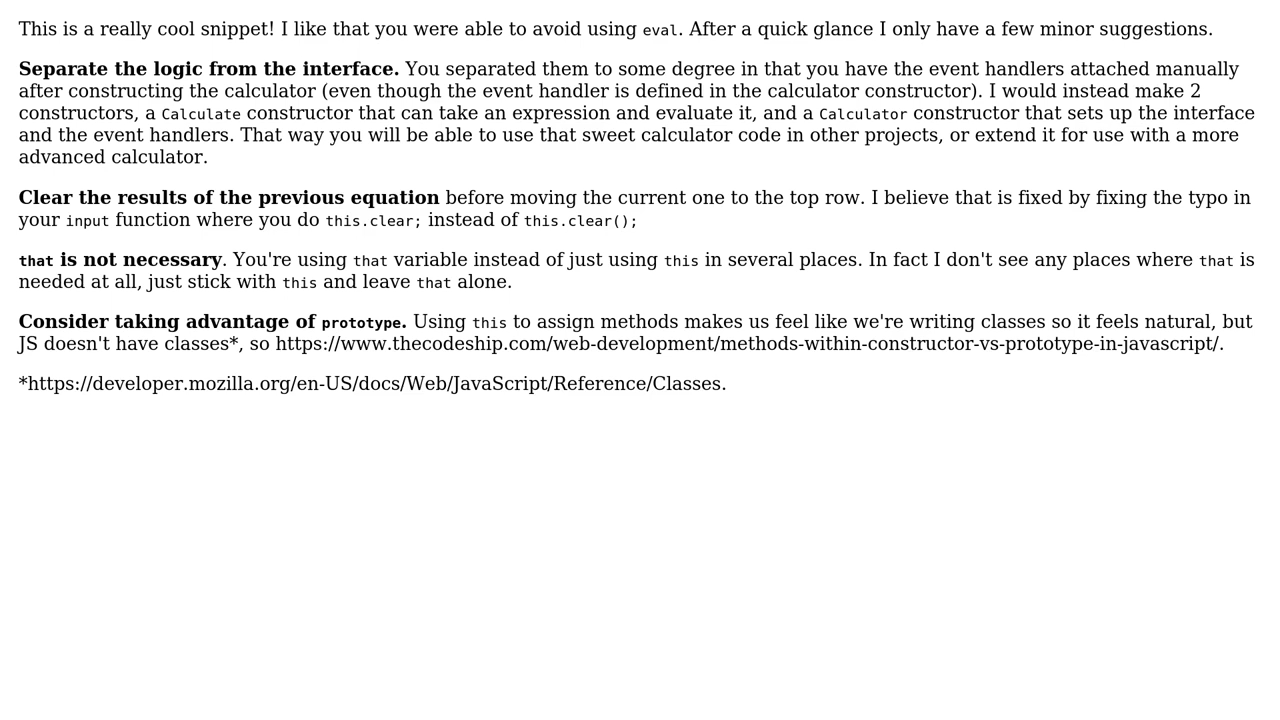 This is a really cool snippet! I like that you were able to avoid using eval. After a quick glance I only have a few minor suggestions.
Separate the logic from the interface. You separated them to some degree in that you have the event handlers attached manually
after constructing the calculator (even though the event handler is defined in the calculator constructor). I would instead make 2
constructors, a Calculate constructor that can take an expression and evaluate it, and a Calculator constructor that sets up the interface
and the event handlers. That way you will be able to use that sweet calculator code in other projects, or extend it for use with a more
advanced calculator.
Clear the results of the previous equation before moving the current one to the top row. I believe that is fixed by fixing the typo in
your input function where you do this.clear; instead of this.clear();
that is not necessary. You're using that variable instead of just using this in several places. In fact I don't see any places where that is
needed at all, just stick with this and leave that alone.
Consider taking advantage of prototype. Using this to assign methods makes us feel like we're writing classes so it feels natural, but
JS doesn't have classes*, so https://www.thecodeship.com/web-development/methods-within-constructor-vs-prototype-in-javascript/.
*https://developer.mozilla.org/en-US/docs/Web/JavaScript/Reference/Classes.